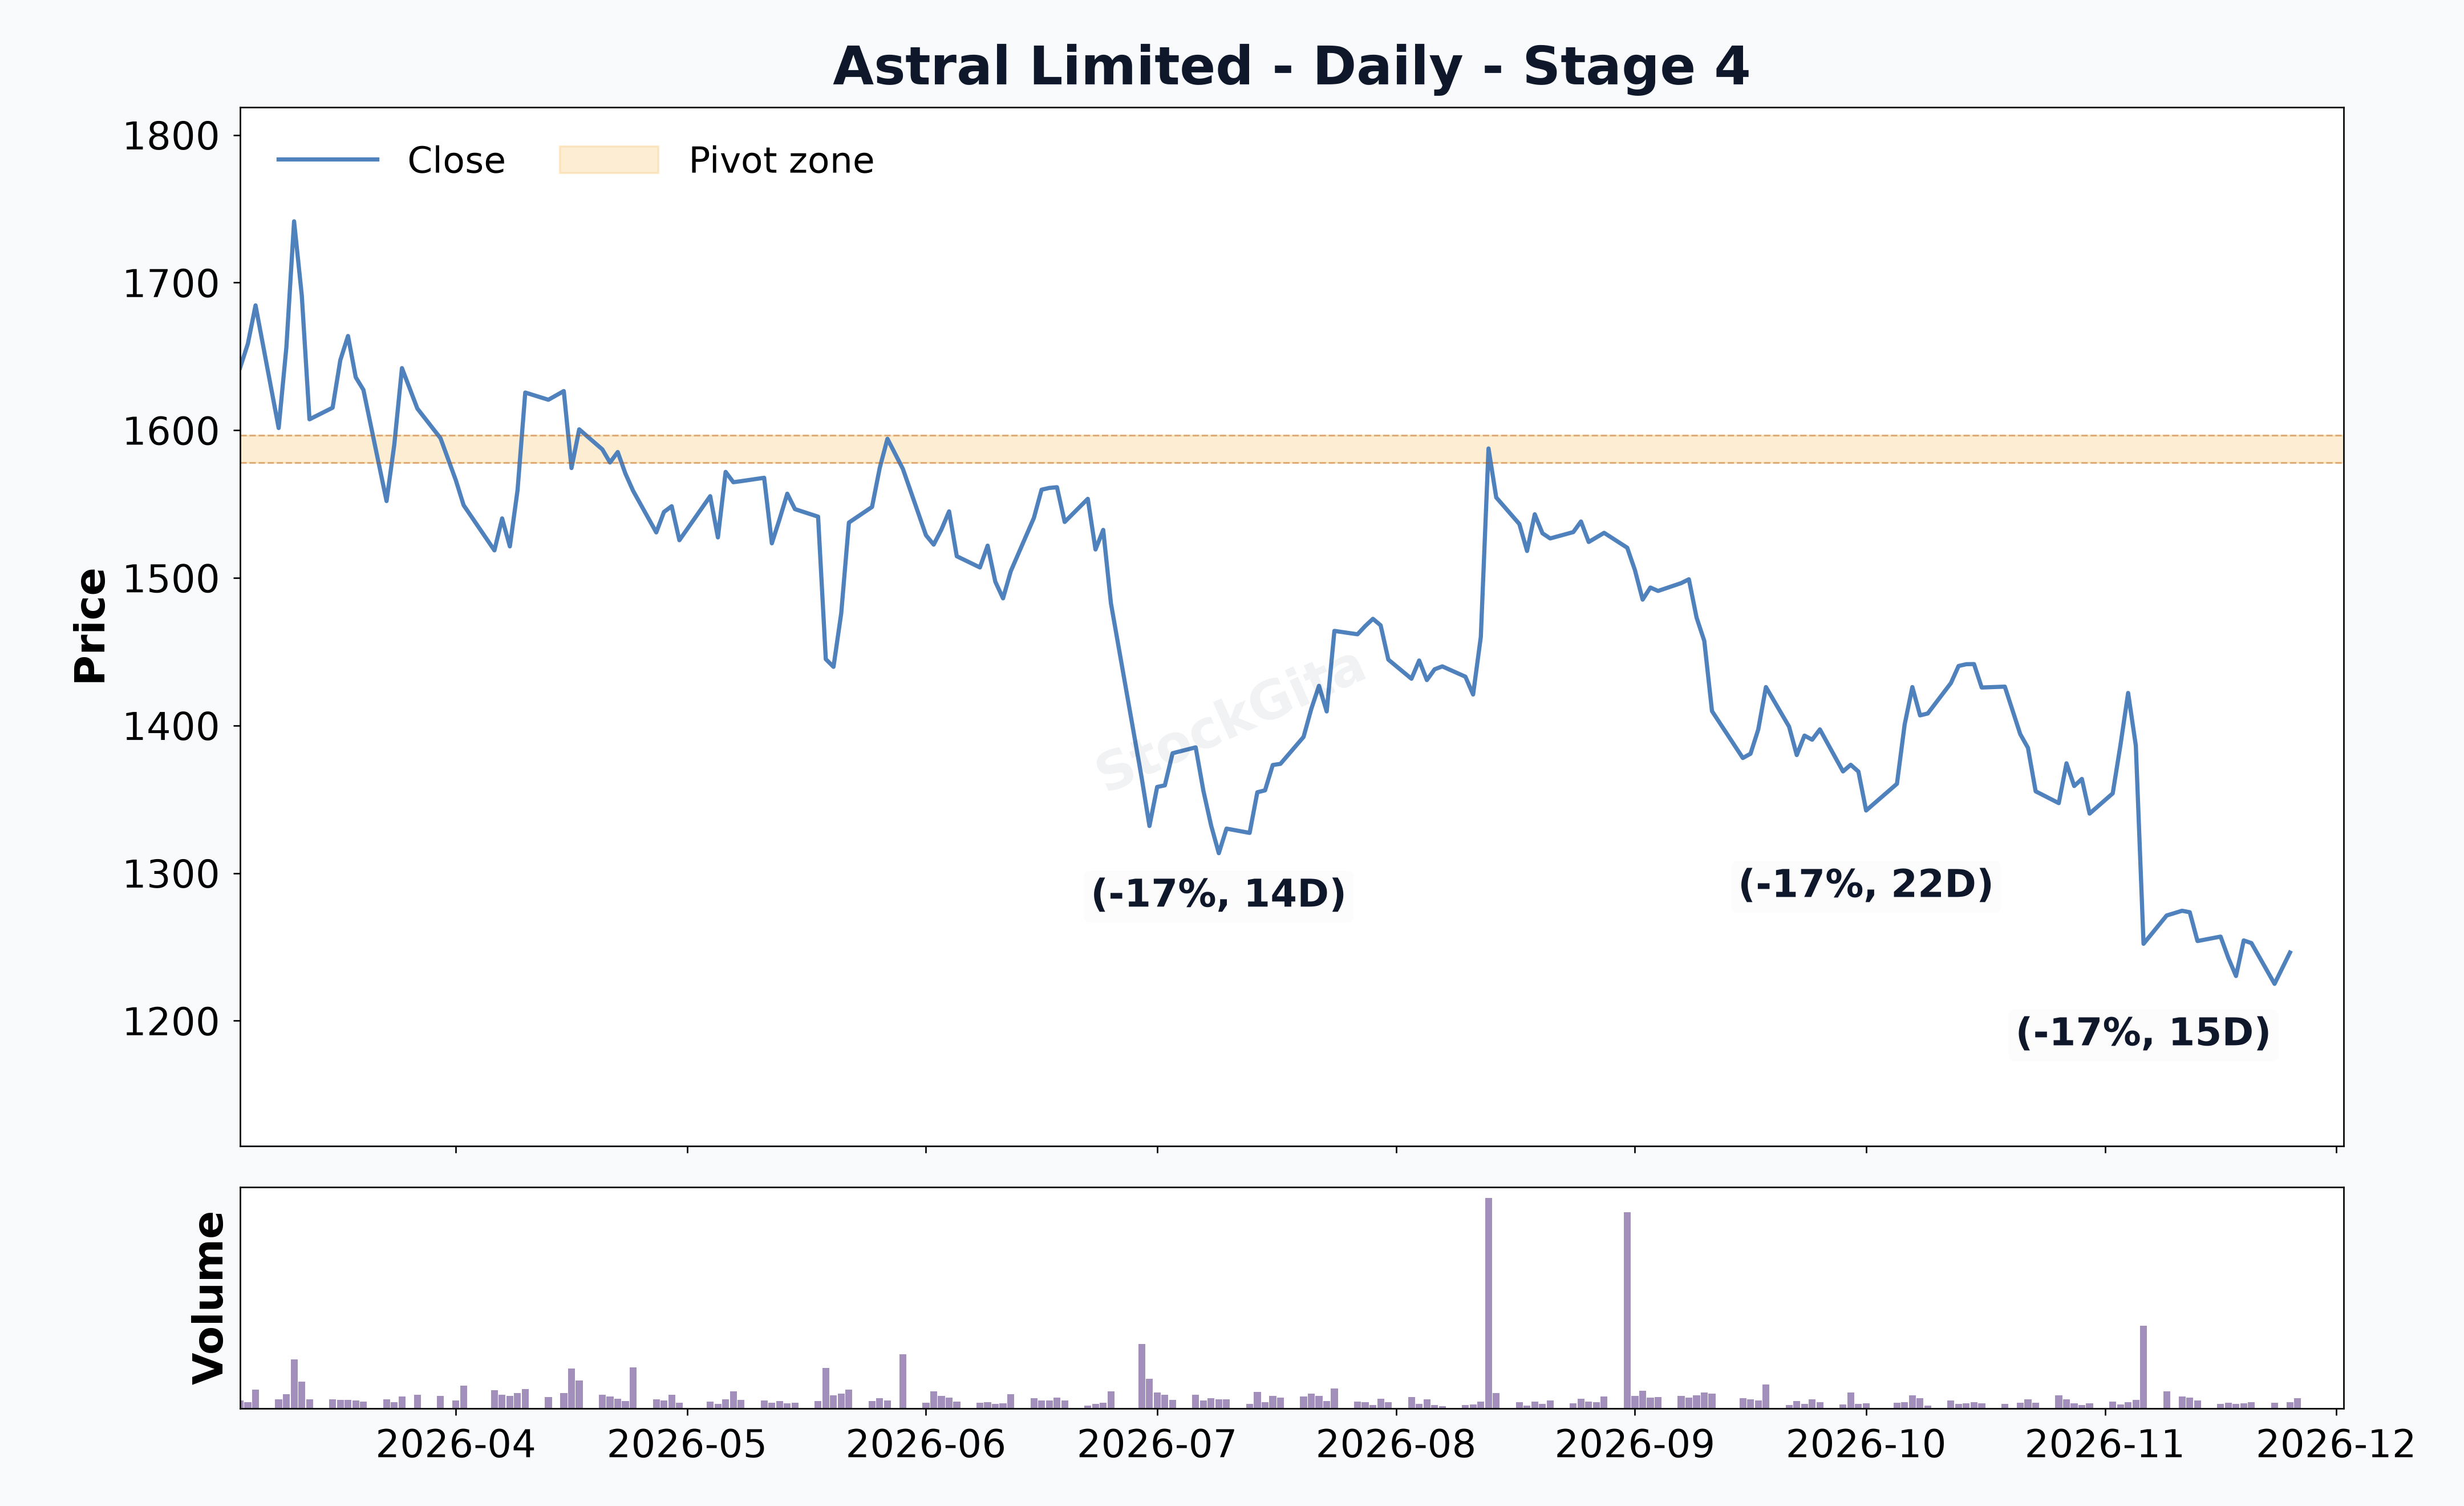 Astral Limited - Daily - Stage 4
Close
Pivot zone
1800
1700
1600
1500
1400
1300
1200
Price
StockGita
(-17%, 14D)
(-17%, 22D)
(-17%, 15D)
Volume
2026-04
2026-05
2026-06
2026-07
2026-08
2026-09
2026-10
2026-11
2026-12